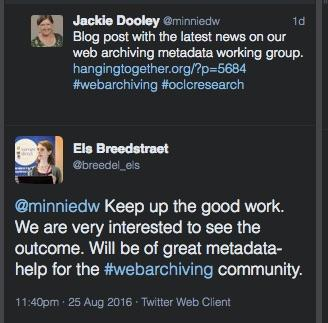 Jackie Dooley @minniedw 1d
Blog post with the latest news on our
web archiving metadata working group.
hangingtogether.org/?p=5684
#webarchiving #oclcresearch
Els Breedstraet
@breedel_els
@minniedw Keep up the good work.
We are very interested to see the
outcome. Will be of great metadata-
help for the #webarchiving community.
11:40pm · 25 Aug 2016 · Twitter Web Client